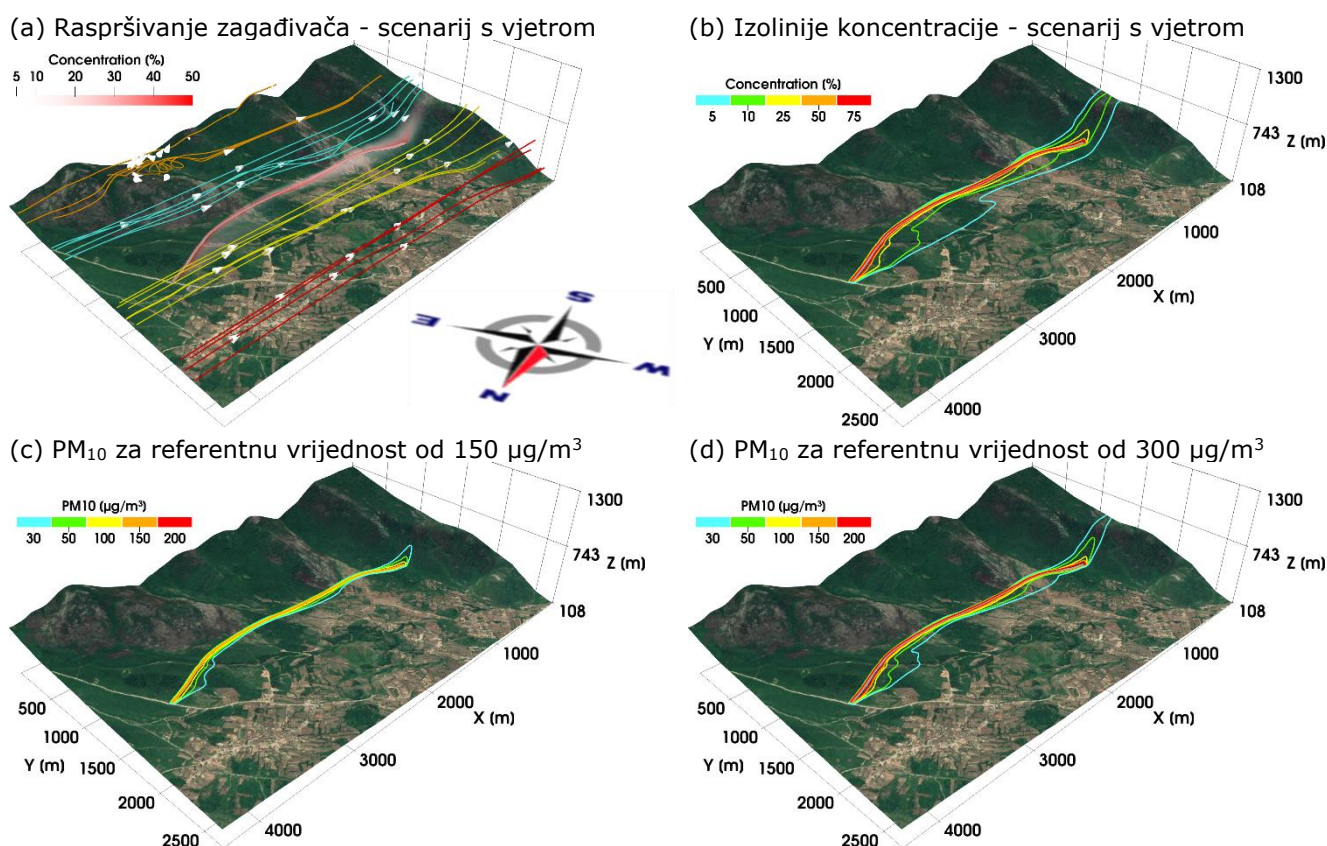 (a) Raspršivanje zagađivača - scenarij s vjetrom
Concentration (%)
5 10 20 30 40 50
S
E
W
N
(b) Izolinije koncentracije - scenarij s vjetrom
Concentration (%)
5 10 25 50 75
1300
743
Z (m)
108
1000
2000
X (m)
3000
4000
500
1000
Y (m)
1500
2000
2500
(c) PM₁₀ za referentnu vrijednost od 150 µg/m³
PM10 (µg/m³)
30 50 100 150 200
1300
743
Z (m)
108
1000
2000
X (m)
3000
4000
500
1000
Y (m)
1500
2000
2500
(d) PM₁₀ za referentnu vrijednost od 300 µg/m³
PM10 (µg/m³)
30 50 100 150 200
1300
743
Z (m)
108
1000
2000
X (m)
3000
4000
500
1000
Y (m)
1500
2000
2500